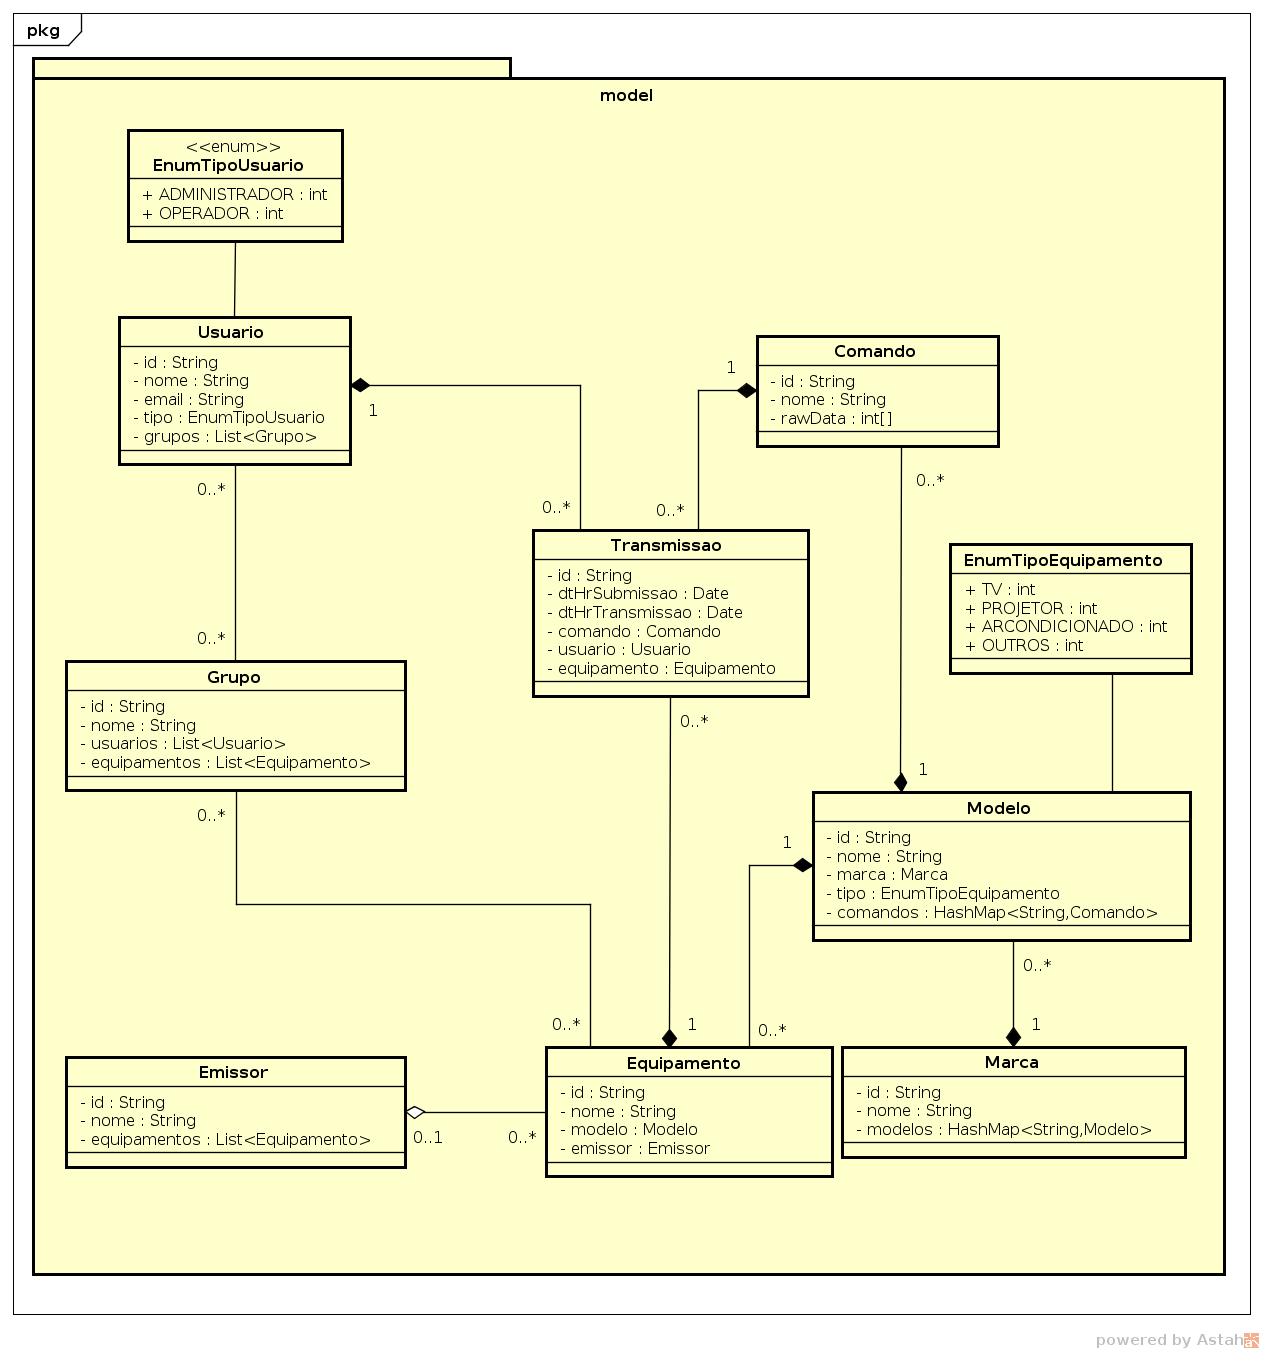 pkg
model
<<enum>>
EnumTipoUsuario
+ ADMINISTRADOR : int
+ OPERADOR : int
Usuario
- id : String
- nome : String
- email : String
- tipo : EnumTipoUsuario
- grupos : List<Grupo>
1
0..*
0..*
0..*
Comando
- id : String
- nome : String
- rawData : int[]
1
0..*
0..*
1
Transmissao
- id : String
- dtHrSubmissao : Date
- dtHrTransmissao : Date
- comando : Comando
- usuario : Usuario
- equipamento : Equipamento
0..*
1
EnumTipoEquipamento
+ TV : int
+ PROJETOR : int
+ ARCONDICIONADO : int
+ OUTROS : int
Grupo
- id : String
- nome : String
- usuarios : List<Usuario>
- equipamentos : List<Equipamento>
0..*
0..*
Modelo
- id : String
- nome : String
- marca : Marca
- tipo : EnumTipoEquipamento
- comandos : HashMap<String,Comando>
1
0..*
0..*
1
Emissor
- id : String
- nome : String
- equipamentos : List<Equipamento>
0..1
0..*
Equipamento
- id : String
- nome : String
- modelo : Modelo
- emissor : Emissor
Marca
- id : String
- nome : String
- modelos : HashMap<String,Modelo>
powered by Astah